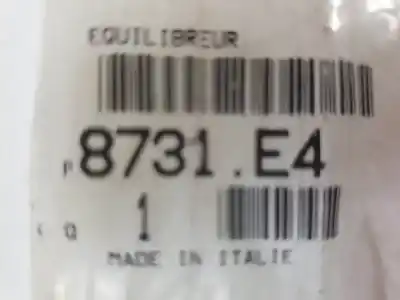 EQUILIBREUR
P 8731.E4
Q 1
MADE IN ITALIE